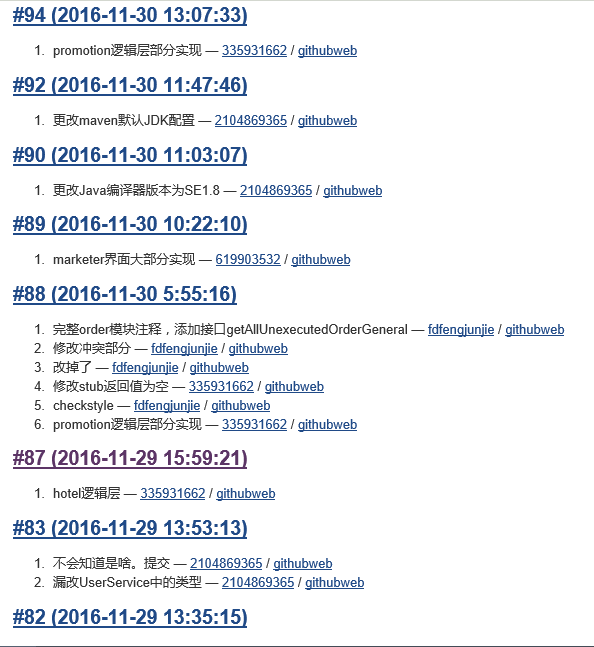 #94 (2016-11-30 13:07:33)
1. promotion逻辑层部分实现 — 335931662 / githubweb
#92 (2016-11-30 11:47:46)
1. 更改maven默认JDK配置 — 2104869365 / githubweb
#90 (2016-11-30 11:03:07)
1. 更改Java编译器版本为SE1.8 — 2104869365 / githubweb
#89 (2016-11-30 10:22:10)
1. marketer界面大部分实现 — 619903532 / githubweb
#88 (2016-11-30 5:55:16)
1. 完整order模块注释，添加接口getAllUnexecutedOrderGeneral — fdfengjunjie / githubweb
2. 修改冲突部分 — fdfengjunjie / githubweb
3. 改掉了 — fdfengjunjie / githubweb
4. 修改stub返回值为空 — 335931662 / githubweb
5. checkstyle — fdfengjunjie / githubweb
6. promotion逻辑层部分实现 — 335931662 / githubweb
#87 (2016-11-29 15:59:21)
1. hotel逻辑层 — 335931662 / githubweb
#83 (2016-11-29 13:53:13)
1. 不会知道是啥。提交 — 2104869365 / githubweb
2. 漏改UserService中的类型 — 2104869365 / githubweb
#82 (2016-11-29 13:35:15)